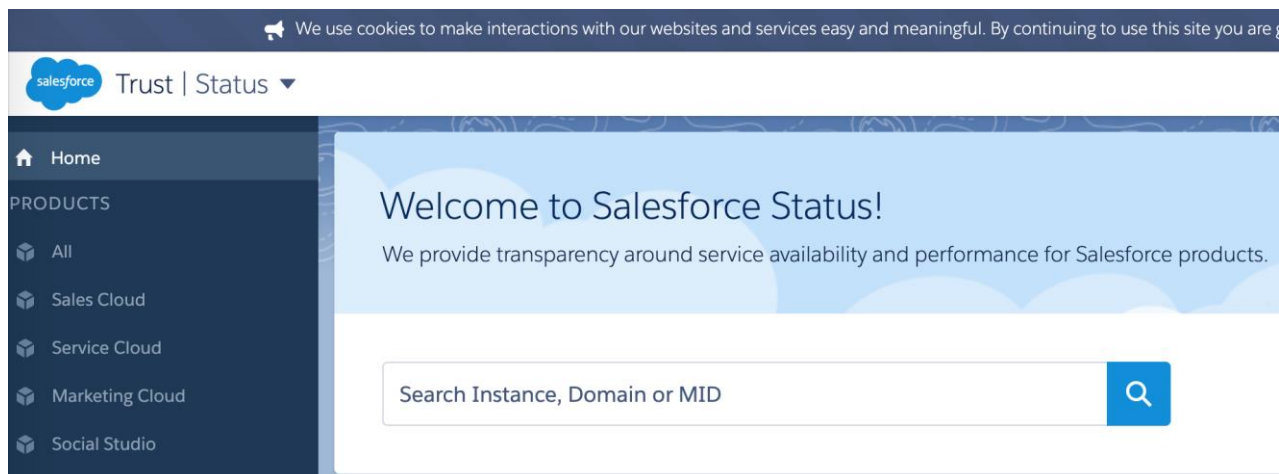 We use cookies to make interactions with our websites and services easy and meaningful. By continuing to use this site you are
salesforce
Trust | Status
Home
PRODUCTS
All
Sales Cloud
Service Cloud
Marketing Cloud
Social Studio
Welcome to Salesforce Status!
We provide transparency around service availability and performance for Salesforce products.
Search Instance, Domain or MID